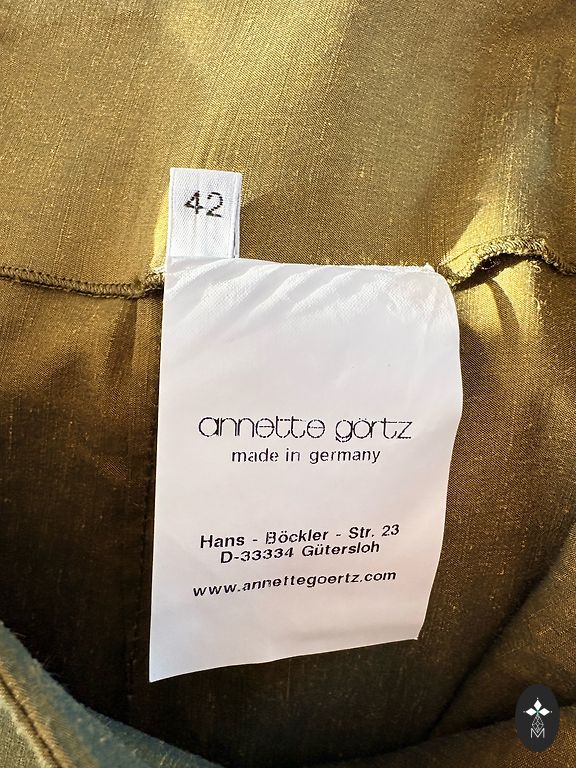 42
annette görtz
made in germany
Hans - Böckler - Str. 23
D-33334 Gütersloh
www.annettegoertz.com
M